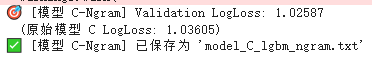 🎯 [模型 C-Ngram] Validation LogLoss: 1.02587
(原始模型 C LogLoss: 1.03605)
✅ [模型 C-Ngram] 已保存为 'model_C_lgbm_ngram.txt'